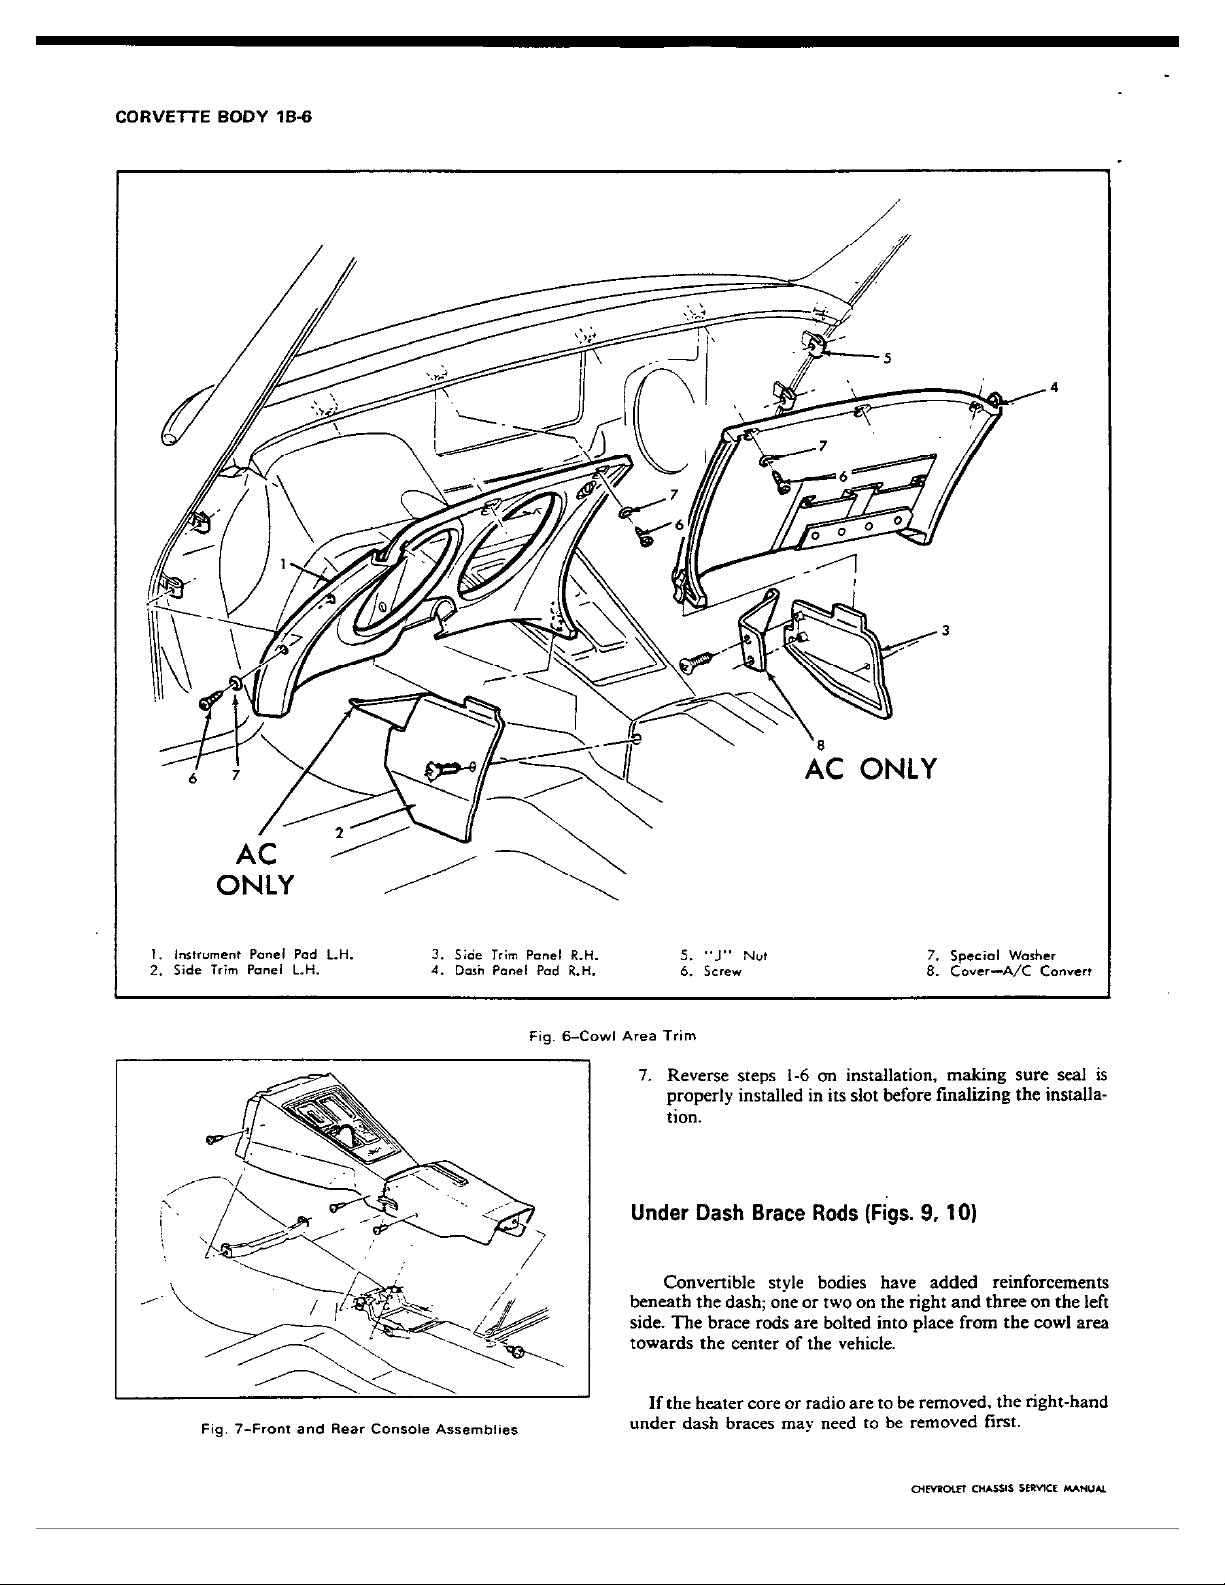 CORVETTE BODY 1B-6
5
4
7
6
7
6
1
3
8
AC ONLY
6 7
2
AC
ONLY
1. Instrument Panel Pad L.H.
2. Side Trim Panel L.H.
3. Side Trim Panel R.H.
4. Dash Panel Pad R.H.
5. "J" Nut
6. Screw
7. Special Washer
8. Cover—A/C Convert
Fig. 6–Cowl Area Trim
Fig. 7–Front and Rear Console Assemblies
7. Reverse steps 1-6 on installation, making sure seal is
properly installed in its slot before finalizing the installa-
tion.
Under Dash Brace Rods (Figs. 9, 10)
Convertible style bodies have added reinforcements
beneath the dash; one or two on the right and three on the left
side. The brace rods are bolted into place from the cowl area
towards the center of the vehicle.
If the heater core or radio are to be removed, the right-hand
under dash braces may need to be removed first.
CHEVROLET CHASSIS SERVICE MANUAL